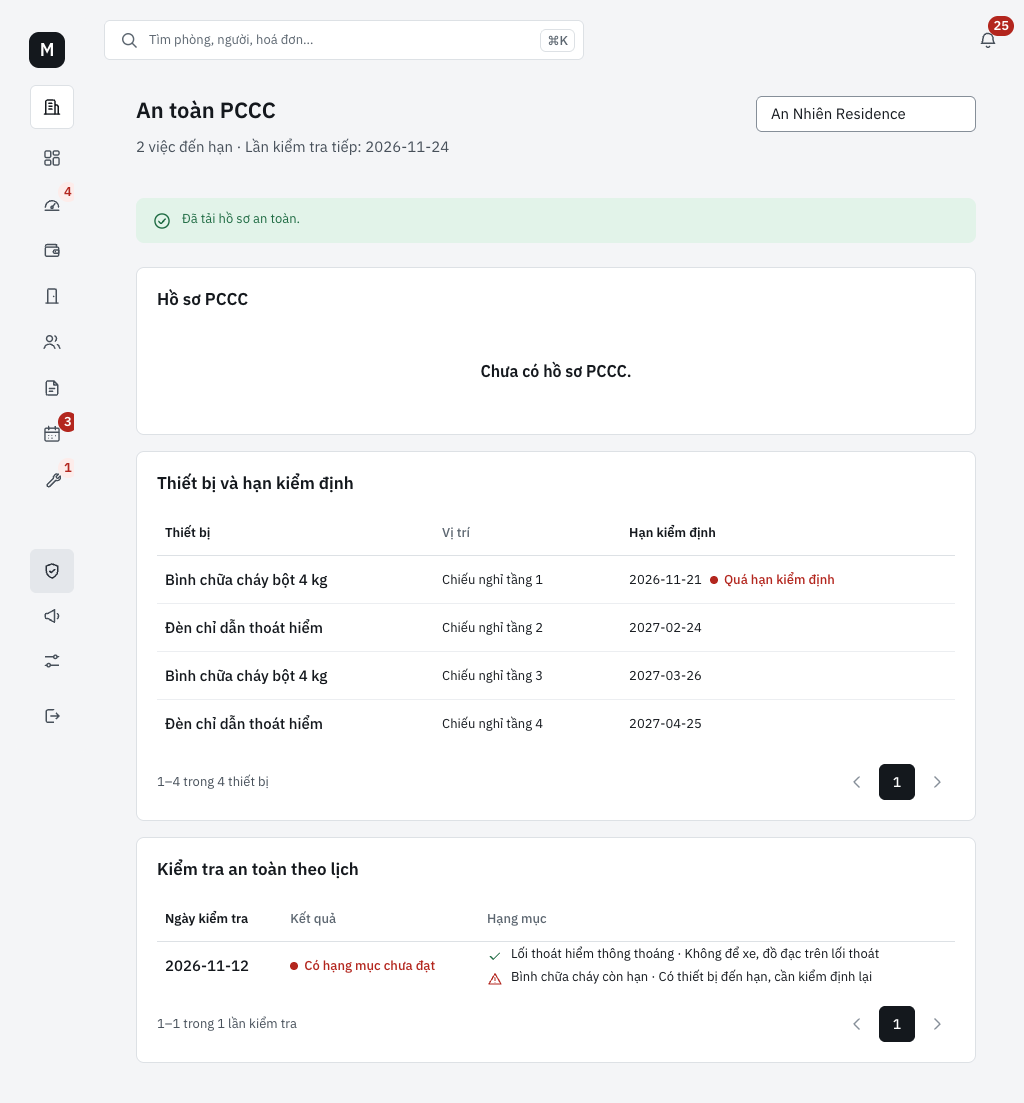 M
Tìm phòng, người, hoá đơn...
⌘K
25
An toàn PCCC
An Nhiên Residence
2 việc đến hạn · Lần kiểm tra tiếp: 2026-11-24
4
Đã tải hồ sơ an toàn.
Hồ sơ PCCC
Chưa có hồ sơ PCCC.
3
1
Thiết bị và hạn kiểm định
Thiết bị Vị trí Hạn kiểm định
Bình chữa cháy bột 4 kg Chiếu nghỉ tầng 1 2026-11-21 Quá hạn kiểm định
Đèn chỉ dẫn thoát hiểm Chiếu nghỉ tầng 2 2027-02-24
Bình chữa cháy bột 4 kg Chiếu nghỉ tầng 3 2027-03-26
Đèn chỉ dẫn thoát hiểm Chiếu nghỉ tầng 4 2027-04-25
1–4 trong 4 thiết bị 1
Kiểm tra an toàn theo lịch
Ngày kiểm tra Kết quả Hạng mục
2026-11-12 Có hạng mục chưa đạt
Lối thoát hiểm thông thoáng · Không để xe, đồ đạc trên lối thoát
Bình chữa cháy còn hạn · Có thiết bị đến hạn, cần kiểm định lại
1–1 trong 1 lần kiểm tra 1